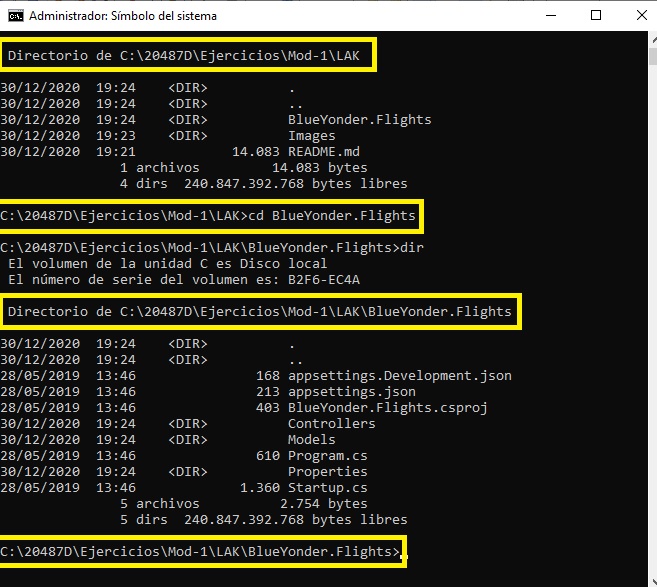 Administrador: Símbolo del sistema
Directorio de C:\20487D\Ejercicios\Mod-1\LAK
30/12/2020  19:24    <DIR>          .
30/12/2020  19:24    <DIR>          ..
30/12/2020  19:24    <DIR>          BlueYonder.Flights
30/12/2020  19:23    <DIR>          Images
30/12/2020  19:21            14.083 README.md
1 archivos         14.083 bytes
4 dirs  240.847.392.768 bytes libres
C:\20487D\Ejercicios\Mod-1\LAK>cd BlueYonder.Flights
C:\20487D\Ejercicios\Mod-1\LAK\BlueYonder.Flights>dir
El volumen de la unidad C es Disco local
El número de serie del volumen es: B2F6-EC4A
Directorio de C:\20487D\Ejercicios\Mod-1\LAK\BlueYonder.Flights
30/12/2020  19:24    <DIR>          .
30/12/2020  19:24    <DIR>          ..
28/05/2019  13:46               168 appsettings.Development.json
28/05/2019  13:46               213 appsettings.json
28/05/2019  13:46               403 BlueYonder.Flights.csproj
30/12/2020  19:24    <DIR>          Controllers
30/12/2020  19:24    <DIR>          Models
28/05/2019  13:46               610 Program.cs
30/12/2020  19:24    <DIR>          Properties
28/05/2019  13:46             1.360 Startup.cs
5 archivos          2.754 bytes
5 dirs  240.847.392.768 bytes libres
C:\20487D\Ejercicios\Mod-1\LAK\BlueYonder.Flights>